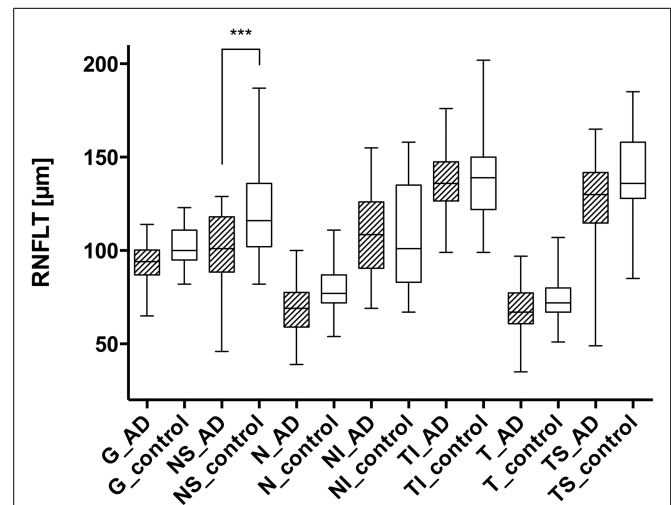 ***
200
150
100
50
RNFLT [µm]
G_AD
G_control
NS_AD
NS_control
N_AD
N_control
NI_AD
NI_control
TI_AD
TI_control
T_AD
T_control
TS_AD
TS_control